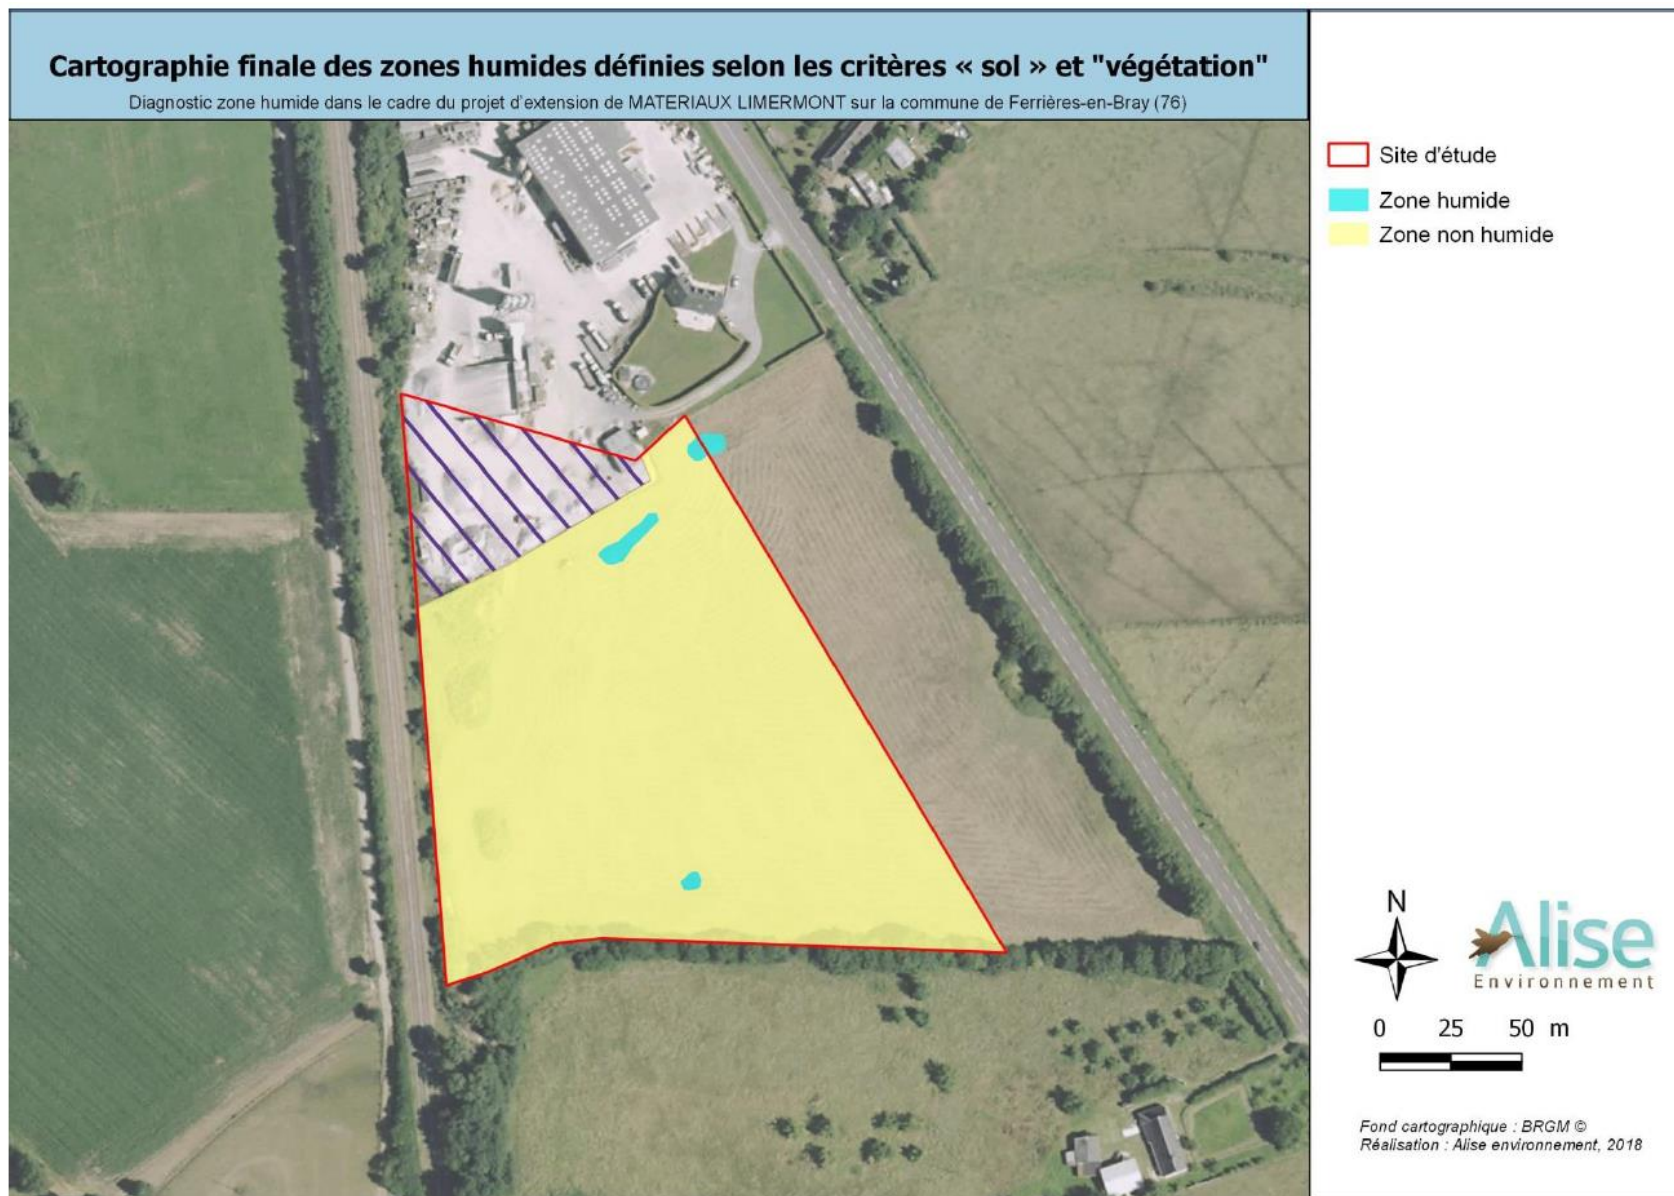 Cartographie finale des zones humides définies selon les critères « sol » et "végétation"
Diagnostic zone humide dans le cadre du projet d'extension de MATERIAUX LIMERMONT sur la commune de Ferrières-en-Bray (76)
Site d'étude
Zone humide
Zone non humide
N
Alise
Environnement
0 25 50 m
Fond cartographique : BRGM ©
Réalisation : Alise environnement, 2018